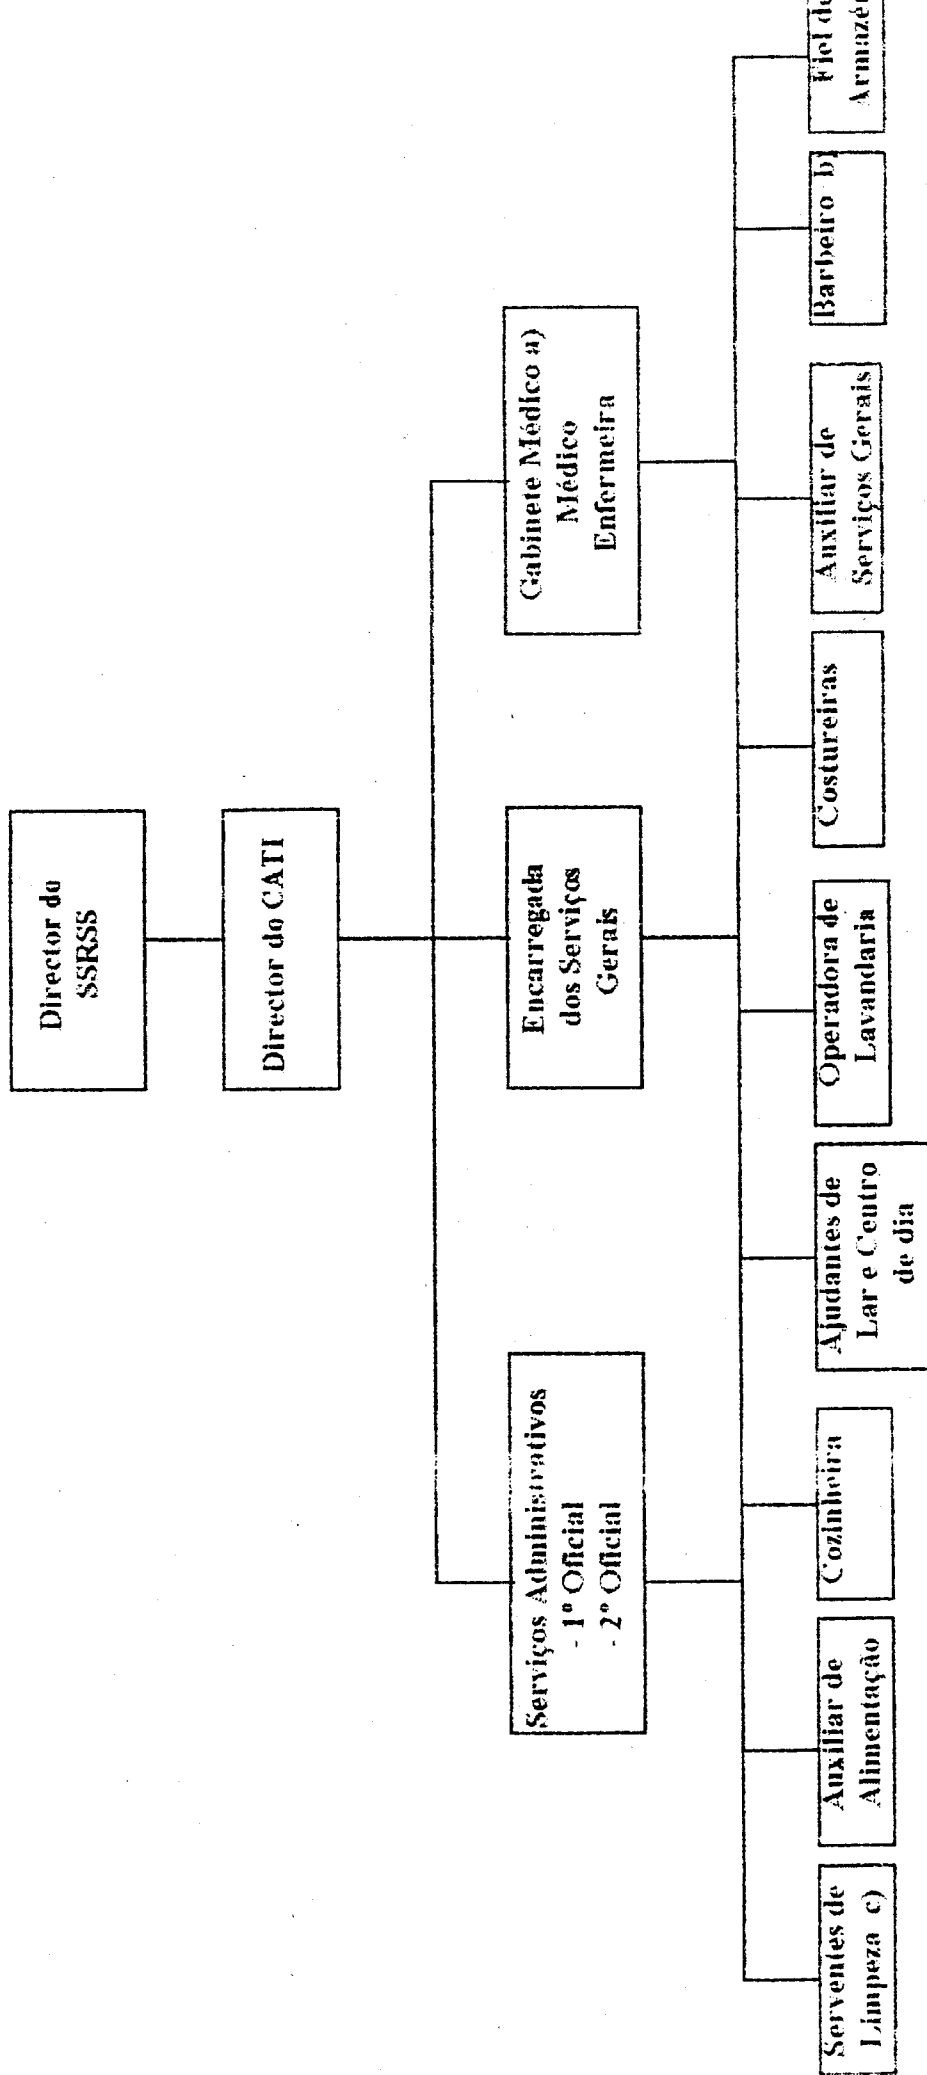 Director do
SSRSS
Director do CATI
Serviços Administrativos
- 1º Oficial
- 2º Oficial
Encarregada
dos Serviços
Gerais
Gabinete Médico a)
Médico
Enfermeira
Serventes de
Limpeza c)
Auxiliar de
Alimentação
Cozinheira
Ajudantes de
Lar e Centro
de dia
Operadora de
Lavandaria
Costureiras
Auxiliar de
Serviços Gerais
Barbeiro b)
Fiel de